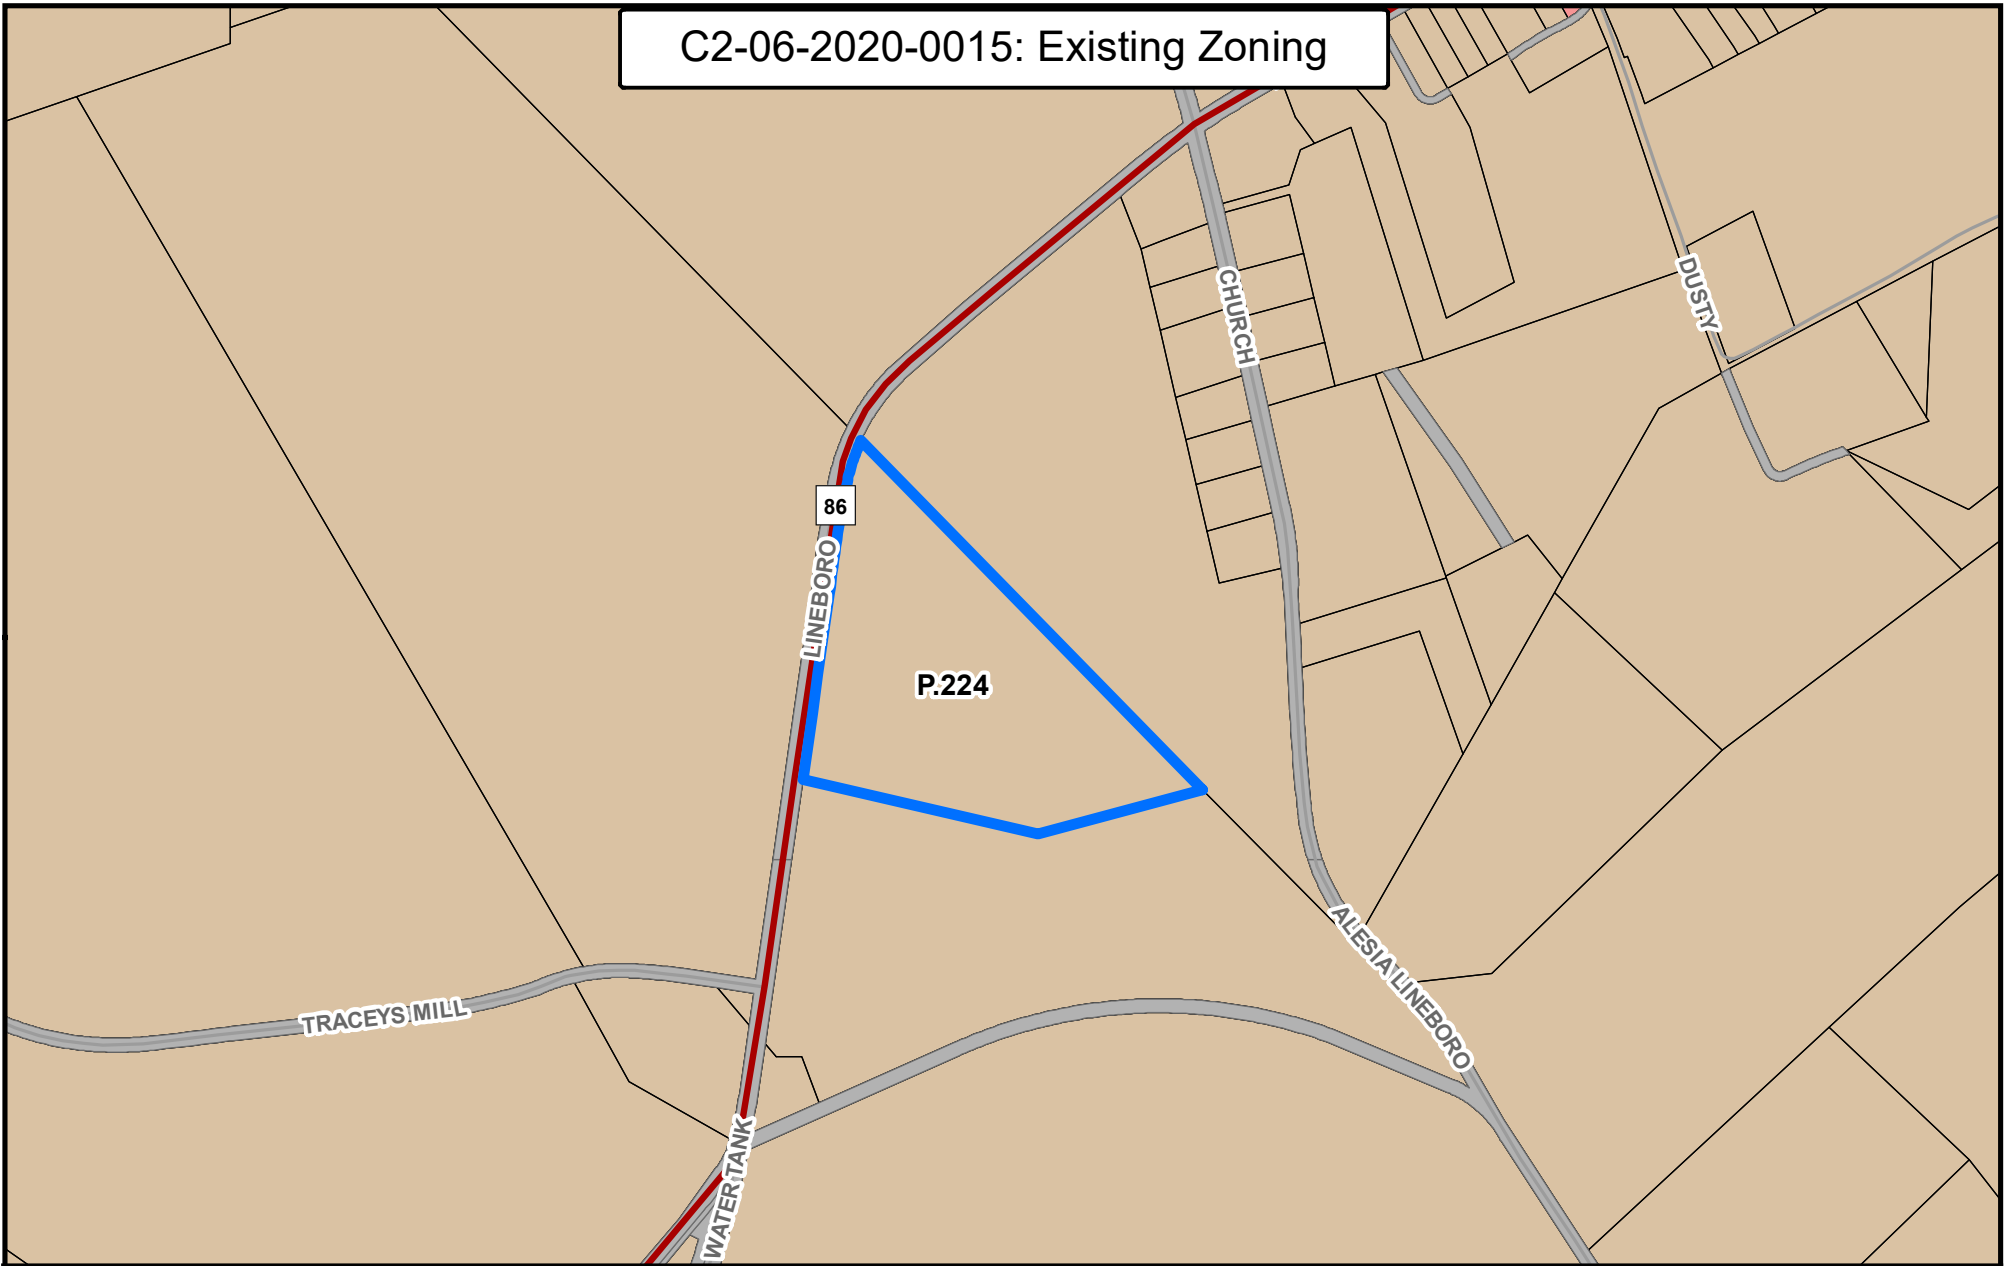 C2-06-2020-0015: Existing Zoning
CHURCH
DUSTY
86
LINEBORO
P.224
ALESIA LINEBORO
TRACEYS MILL
WATER TANK